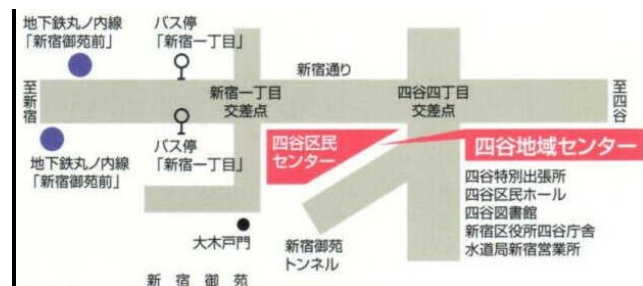 地下鉄丸ノ内線
「新宿御苑前」
バス停
「新宿一丁目」
新宿通り
至新宿
新宿一丁目
交差点
四谷四丁目
交差点
至四谷
地下鉄丸ノ内線
「新宿御苑前」
バス停
「新宿一丁目」
四谷区民
センター
四谷地域センター
四谷特別出張所
四谷区民ホール
四谷図書館
新宿区役所四谷庁舎
水道局新宿営業所
大木戸門
新宿御苑
トンネル
新宿御苑